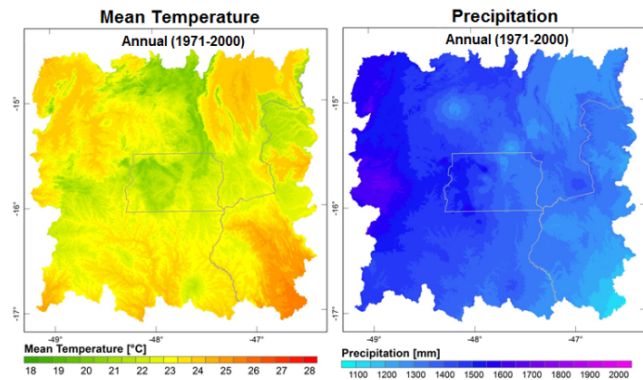 Mean Temperature
Annual (1971-2000)
-15°
-16°
-17°
-49°
-48°
-47°
Mean Temperature [°C]
18 19 20 21 22 23 24 25 26 27 28
Precipitation
Annual (1971-2000)
-15°
-16°
-17°
-49°
-48°
-47°
Precipitation [mm]
1100 1200 1300 1400 1500 1600 1700 1800 1900 2000